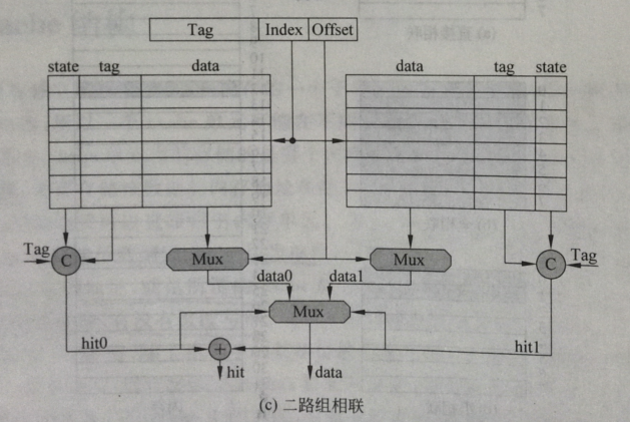 Tag Index Offset
state tag data
data tag state
Tag C Mux Mux C Tag
data0 data1
Mux
hit0 + hit1
hit data
(c) 二路组相联